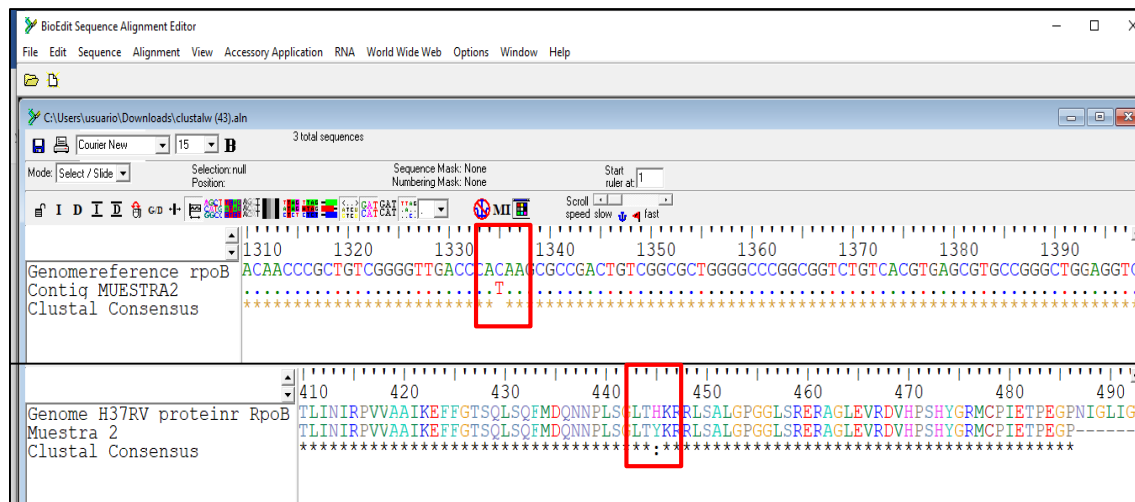 BioEdit Sequence Alignment Editor
File Edit Sequence Alignment View Accessory Application RNA World Wide Web Options Window Help
C:\Users\usuario\Downloads\clustalw (43).aln
Courier New 15 B 3 total sequences
Mode: Select / Slide Selection: null Sequence Mask: None Start
Position: Numbering Mask: None ruler at: 1
I D I D G/D MI Scroll
speed slow fast
1310 1320 1330 1340 1350 1360 1370 1380 1390
Genomereference rpoB ACAACCCGCTGTCGGGGTTGACCCACAAGCGCCGACTGTCGGCGCTGGGGCCCGGCGGTCTGTCACGTGAGCGTGCCGGGCTGGAGGTC
Contig MUESTRA2 T
Clustal Consensus
410 420 430 440 450 460 470 480 490
Genome H37RV proteinr RpoB TLINIRPVVAAIKEFFGTSQLSQFMDQNNPLSGLTHKRRLSALGPGGLSRERAGLEVRDVHPSHYGRMCPIETPEGPNIGLIG
Muestra 2 TLINIRPVVAAIKEFFGTSQLSQFMDQNNPLSGLTYKRRLSALGPGGLSRERAGLEVRDVHPSHYGRMCPIETPEGP------
Clustal Consensus